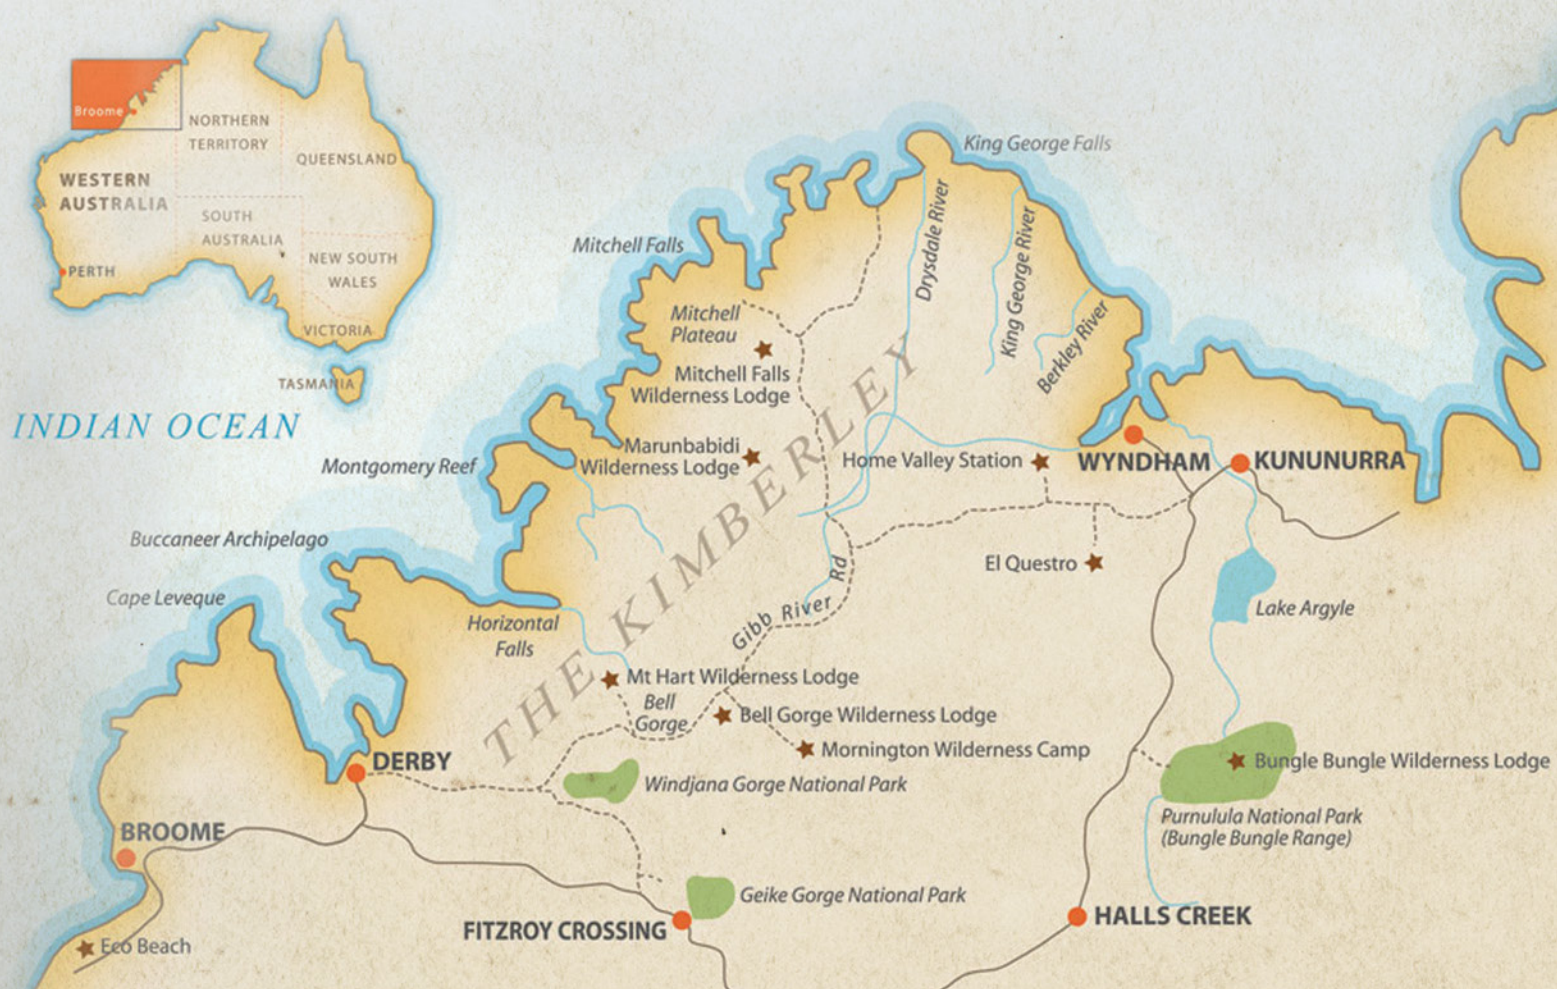 Broome
NORTHERN
TERRITORY
QUEENSLAND
WESTERN
AUSTRALIA
SOUTH
AUSTRALIA
NEW SOUTH
WALES
PERTH
VICTORIA
TASMANIA
INDIAN OCEAN
King George Falls
Mitchell Falls
Drysdale River
King George River
Berkley River
Mitchell
Plateau
Mitchell Falls
Wilderness Lodge
Marunbabidi
Wilderness Lodge
Montgomery Reef
Home Valley Station
WYNDHAM
KUNUNURRA
THE KIMBERLEY
Buccaneer Archipelago
Cape Leveque
El Questro
Lake Argyle
Gibb River Rd
Horizontal
Falls
Mt Hart Wilderness Lodge
Bell
Gorge
Bell Gorge Wilderness Lodge
Mornington Wilderness Camp
DERBY
Windjana Gorge National Park
Bungle Bungle Wilderness Lodge
Purnulula National Park
(Bungle Bungle Range)
BROOME
Geike Gorge National Park
FITZROY CROSSING
HALLS CREEK
Eco Beach